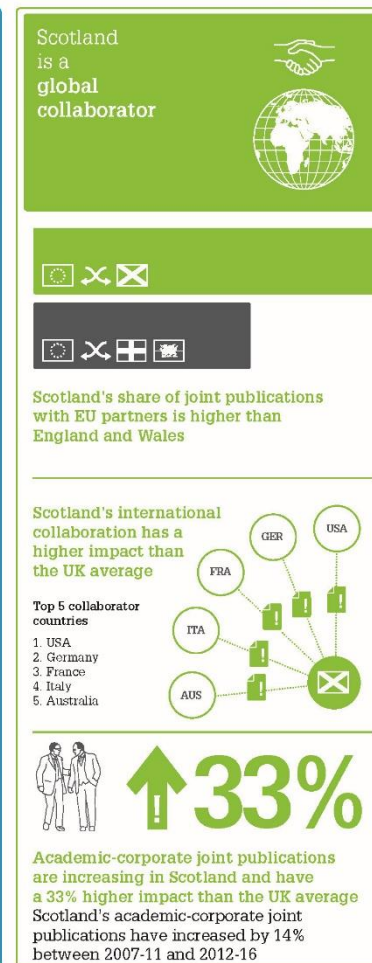 Scotland
is a
global
collaborator
Scotland's share of joint publications
with EU partners is higher than
England and Wales
Scotland's international
collaboration has a
higher impact than
the UK average
Top 5 collaborator
countries
1. USA
2. Germany
3. France
4. Italy
5. Australia
USA
GER
FRA
ITA
AUS
!
!
!
!
!
33%
Academic-corporate joint publications
are increasing in Scotland and have
a 33% higher impact than the UK average
Scotland's academic-corporate joint
publications have increased by 14%
between 2007-11 and 2012-16